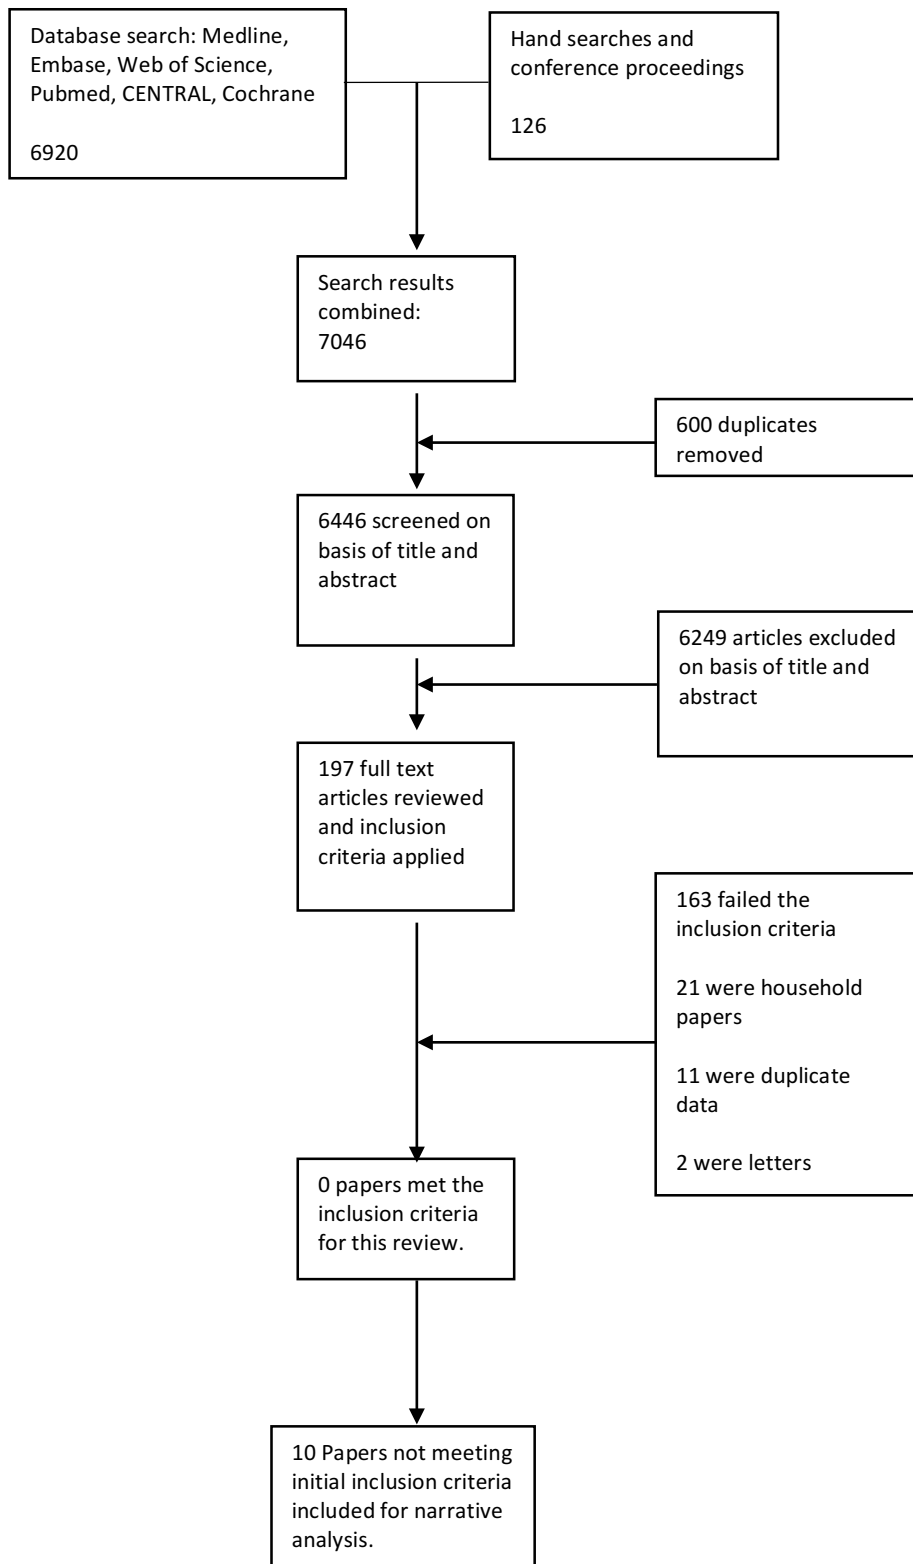 Database search: Medline,
Embase, Web of Science,
Pubmed, CENTRAL, Cochrane
6920
Hand searches and
conference proceedings
126
Search results
combined:
7046
600 duplicates
removed
6446 screened on
basis of title and
abstract
6249 articles excluded
on basis of title and
abstract
197 full text
articles reviewed
and inclusion
criteria applied
163 failed the
inclusion criteria
21 were household
papers
11 were duplicate
data
2 were letters
0 papers met the
inclusion criteria
for this review.
10 Papers not meeting
initial inclusion criteria
included for narrative
analysis.